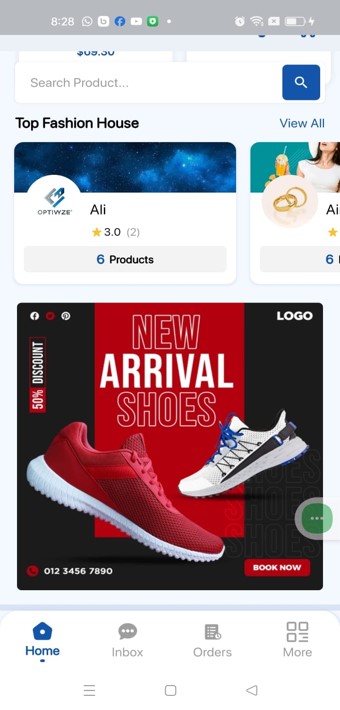 8:28
$69.30
Search Product...
Top Fashion House
View All
OPTIWZE
Ali
3.0 (2)
6 Products
Ai
6
NEW
ARRIVAL
SHOES
LOGO
50% DISCOUNT
SHOES
SHOES
SHOES
012 3456 7890
BOOK NOW
Home
Inbox
Orders
More